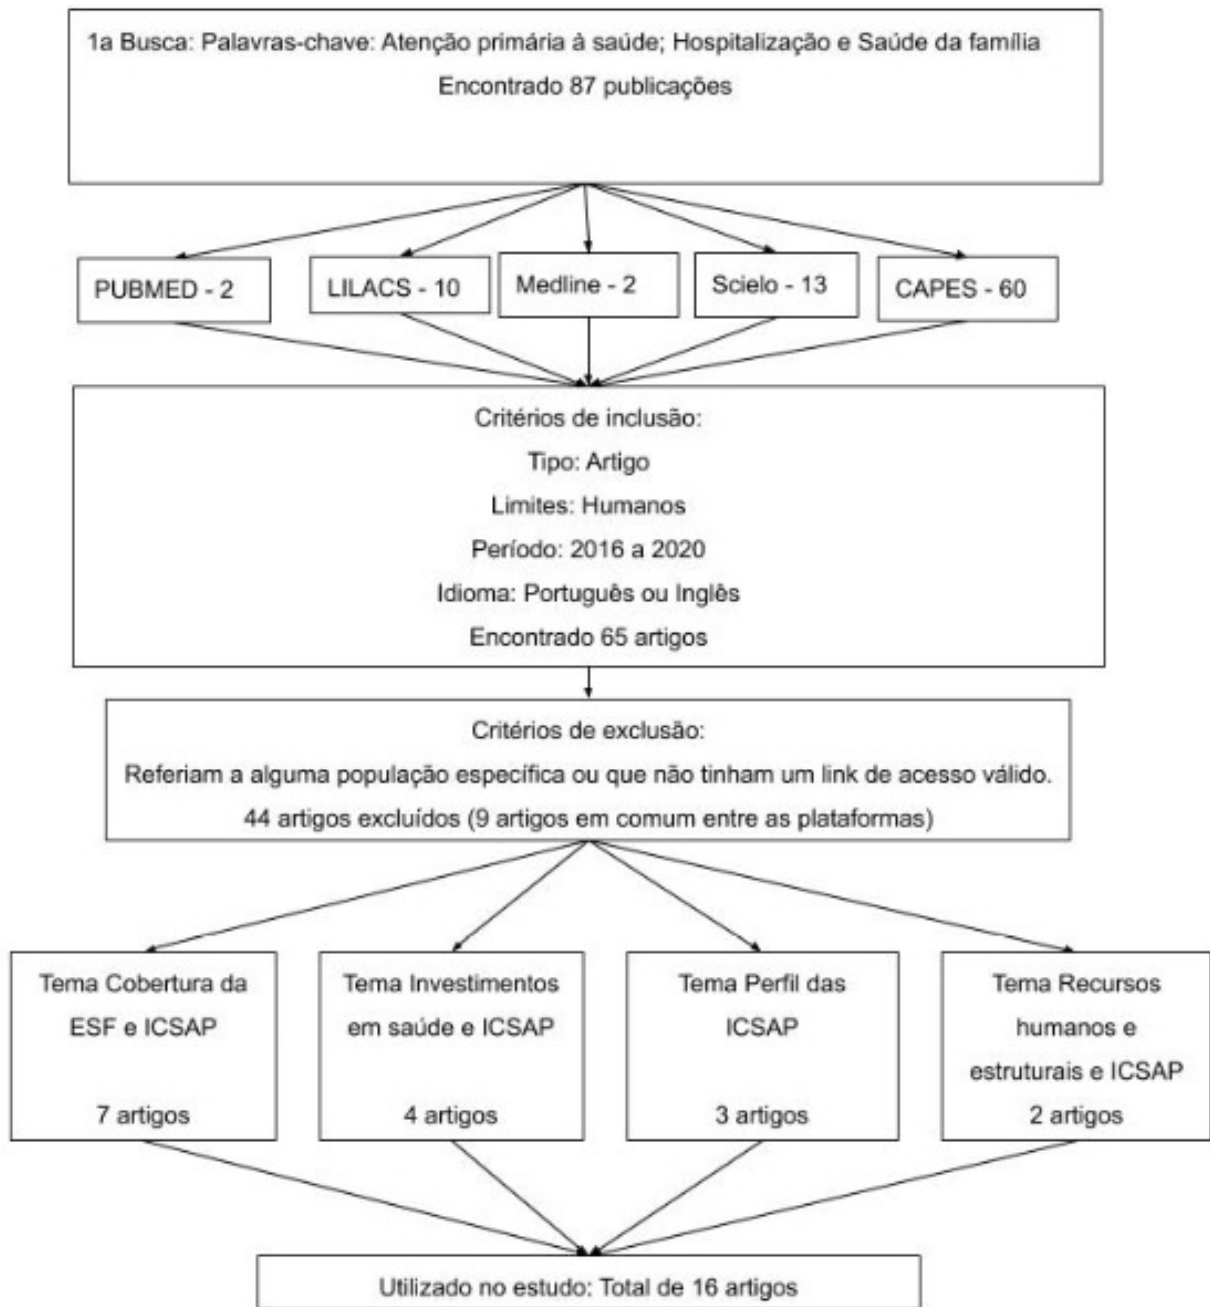 1a Busca: Palavras-chave: Atenção primária à saúde; Hospitalização e Saúde da família
Encontrado 87 publicações
PUBMED - 2
LILACS - 10
Medline - 2
Scielo - 13
CAPES - 60
Critérios de inclusão:
Tipo: Artigo
Limites: Humanos
Período: 2016 a 2020
Idioma: Português ou Inglês
Encontrado 65 artigos
Critérios de exclusão:
Referiam a alguma população específica ou que não tinham um link de acesso válido.
44 artigos excluídos (9 artigos em comum entre as plataformas)
Tema Cobertura da
ESF e ICSAP
7 artigos
Tema Investimentos
em saúde e ICSAP
4 artigos
Tema Perfil das
ICSAP
3 artigos
Tema Recursos
humanos e
estruturais e ICSAP
2 artigos
Utilizado no estudo: Total de 16 artigos